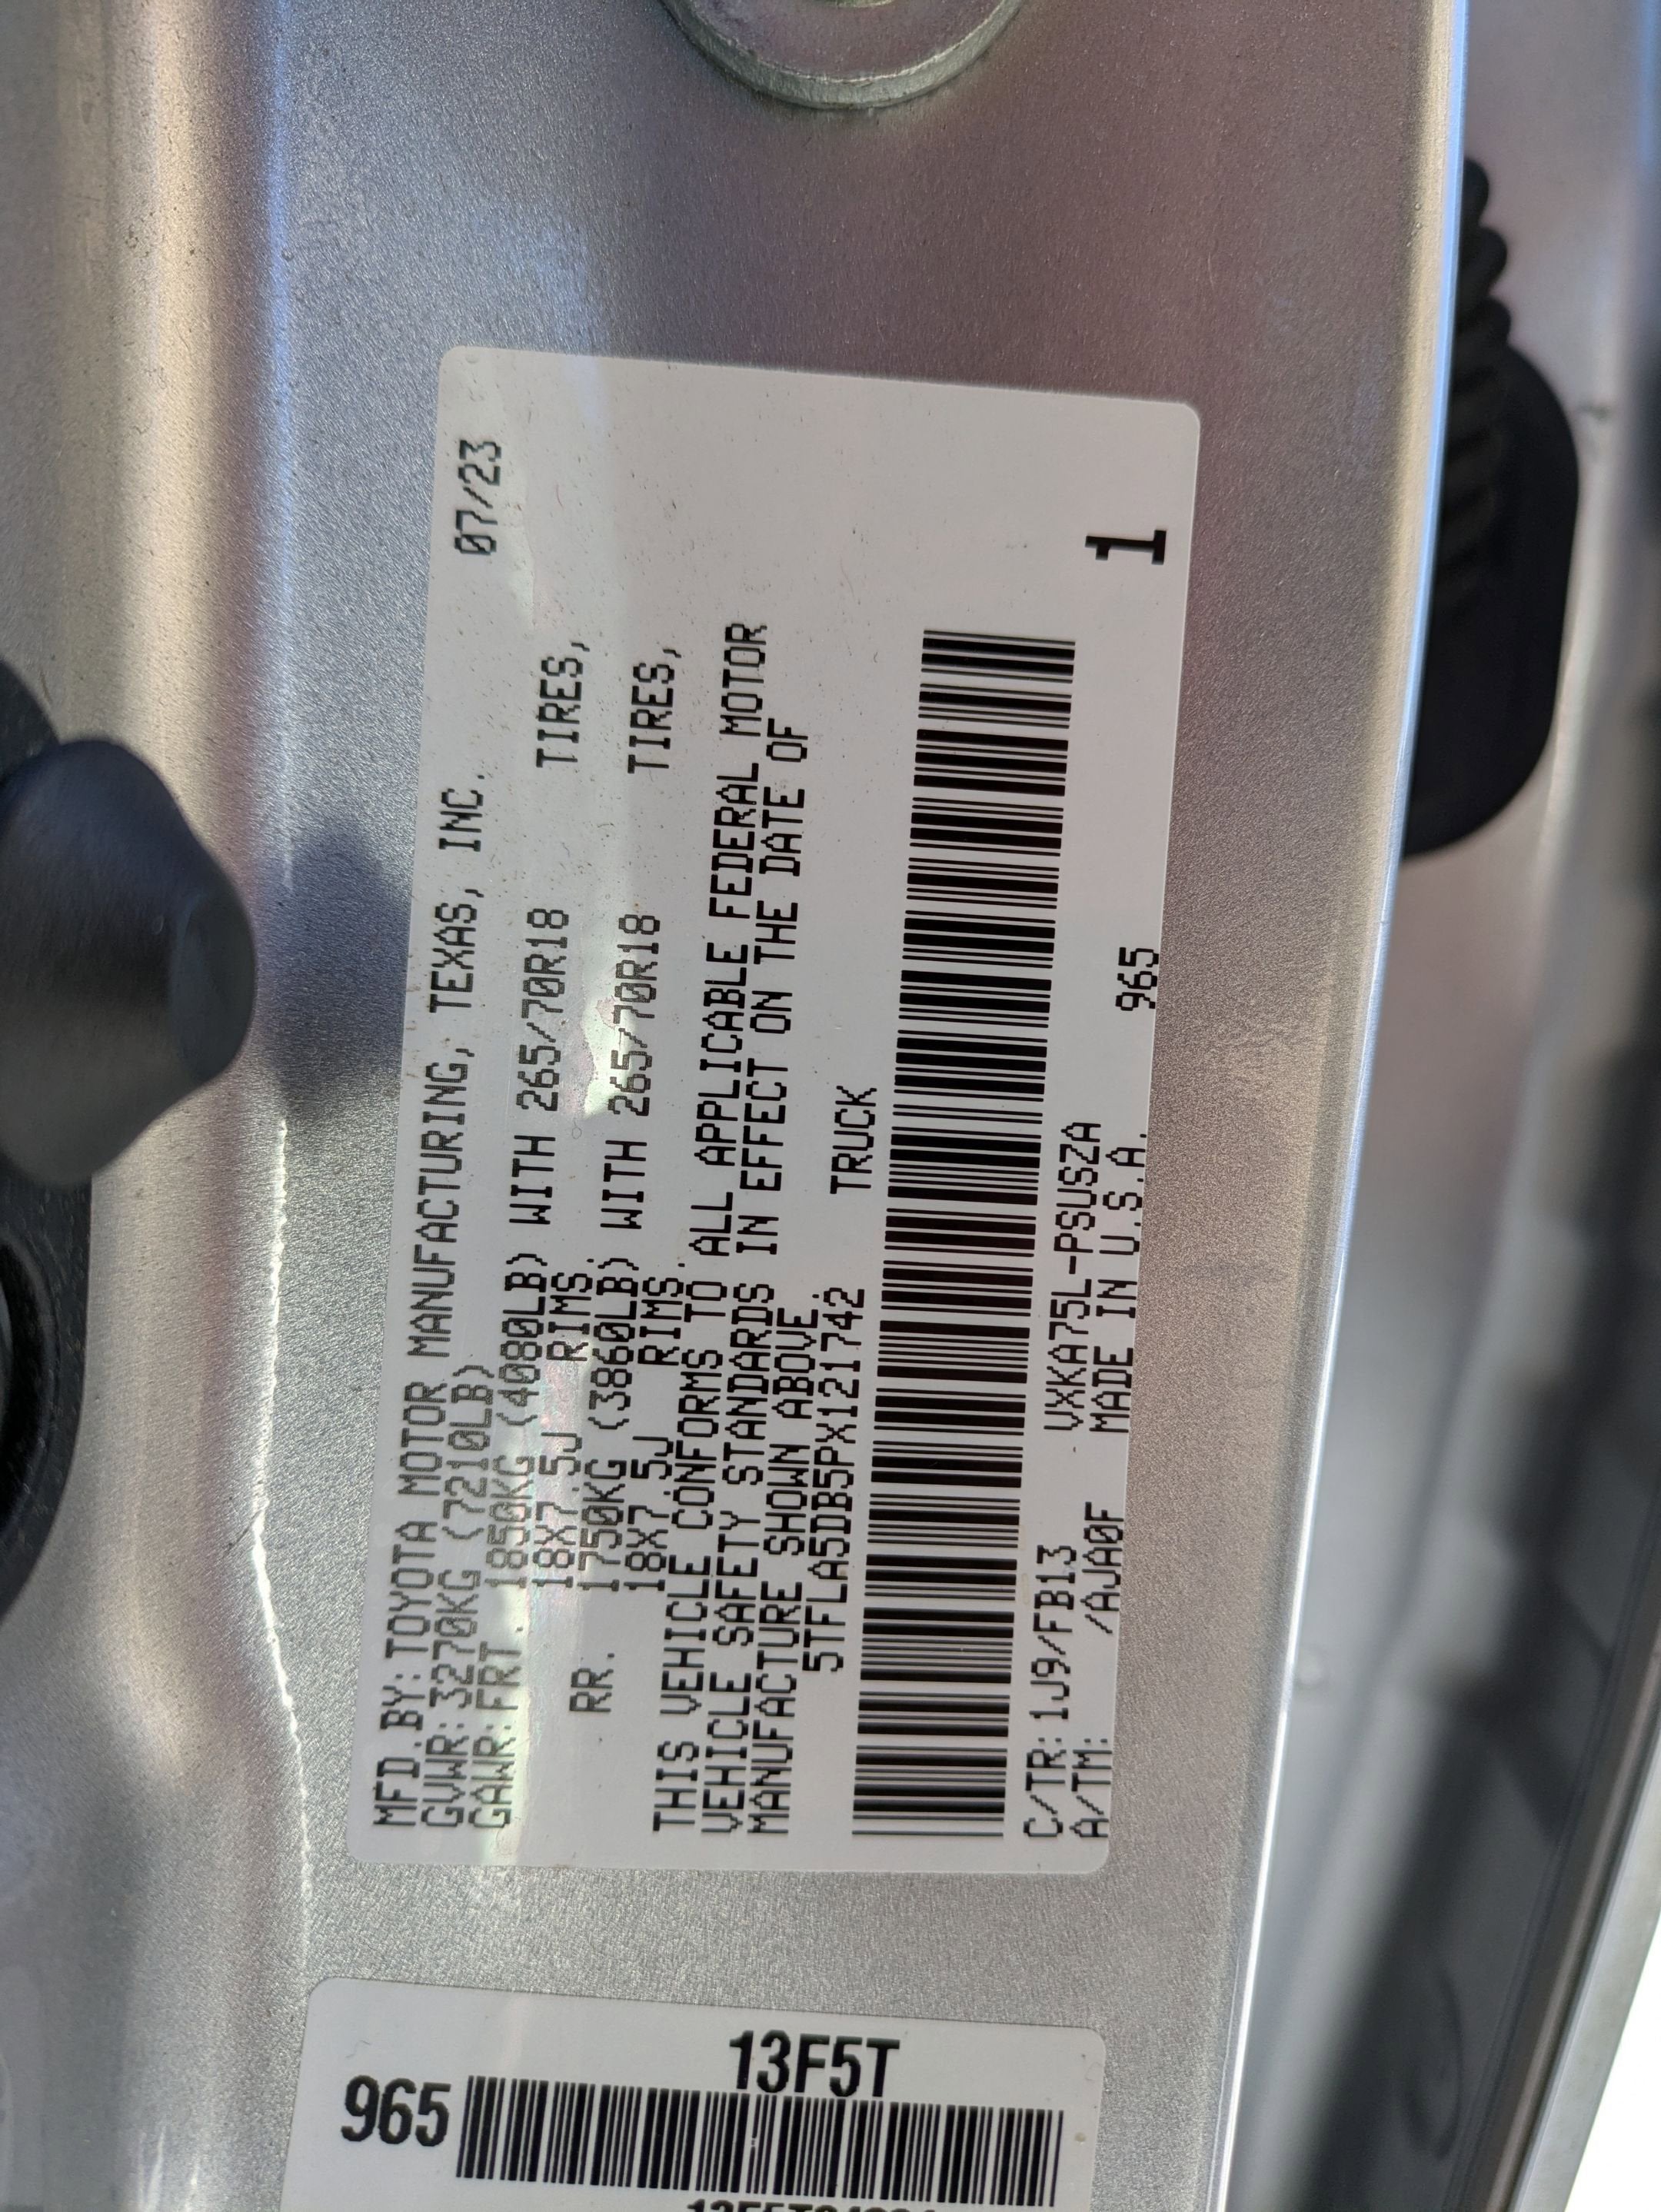 07/23
MFD.BY:TOYOTA MOTOR MANUFACTURING, TEXAS, INC.
GVWR:3270KG (7210LB)
GAWR:FRT. 1850KG (4080LB) WITH 265/70R18 TIRES,
18X7.5J RIMS,
RR. 1750KG (3860LB) WITH 265/70R18 TIRES,
18X7.5J RIMS.
THIS VEHICLE CONFORMS TO ALL APPLICABLE FEDERAL MOTOR
VEHICLE SAFETY STANDARDS IN EFFECT ON THE DATE OF
MANUFACTURE SHOWN ABOVE.
5TFLA5DB5PX121742 TRUCK
C/TR:1J9/FB13 VXKA75L-PSUSZA
A/TM: /AJA0F MADE IN U.S.A. 965
1
965
13F5T